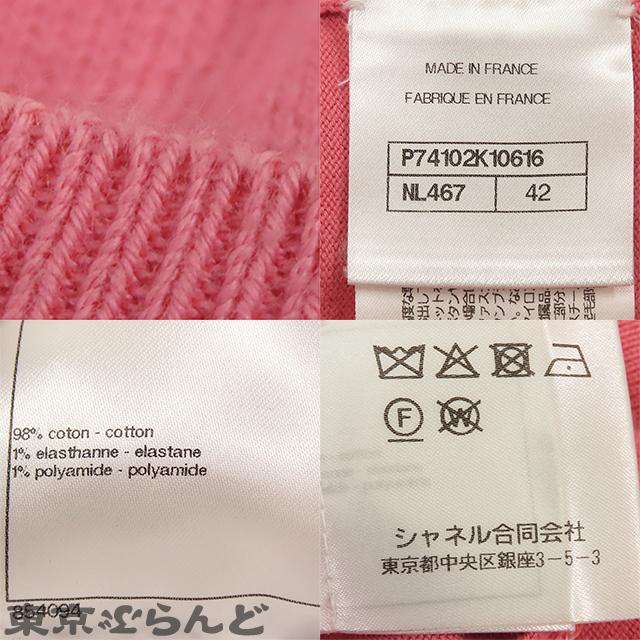 MADE IN FRANCE
FABRIQUE EN FRANCE
P74102K10616
NL467 42
98% coton - cotton
1% elasthanne - elastane
1% polyamide - polyamide
854094
F
W
シャネル合同会社
東京都中央区銀座3-5-3
東京ぶらんど